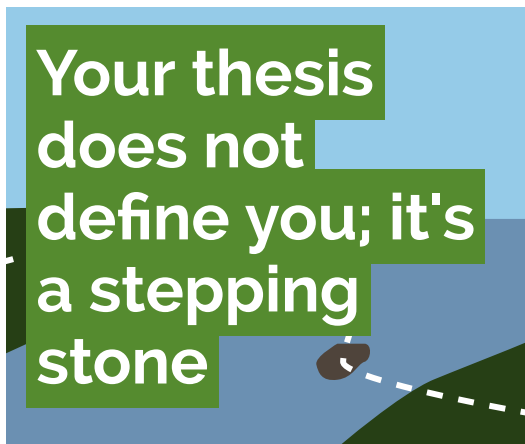 Your thesis
does not
define you; it's
a stepping
stone